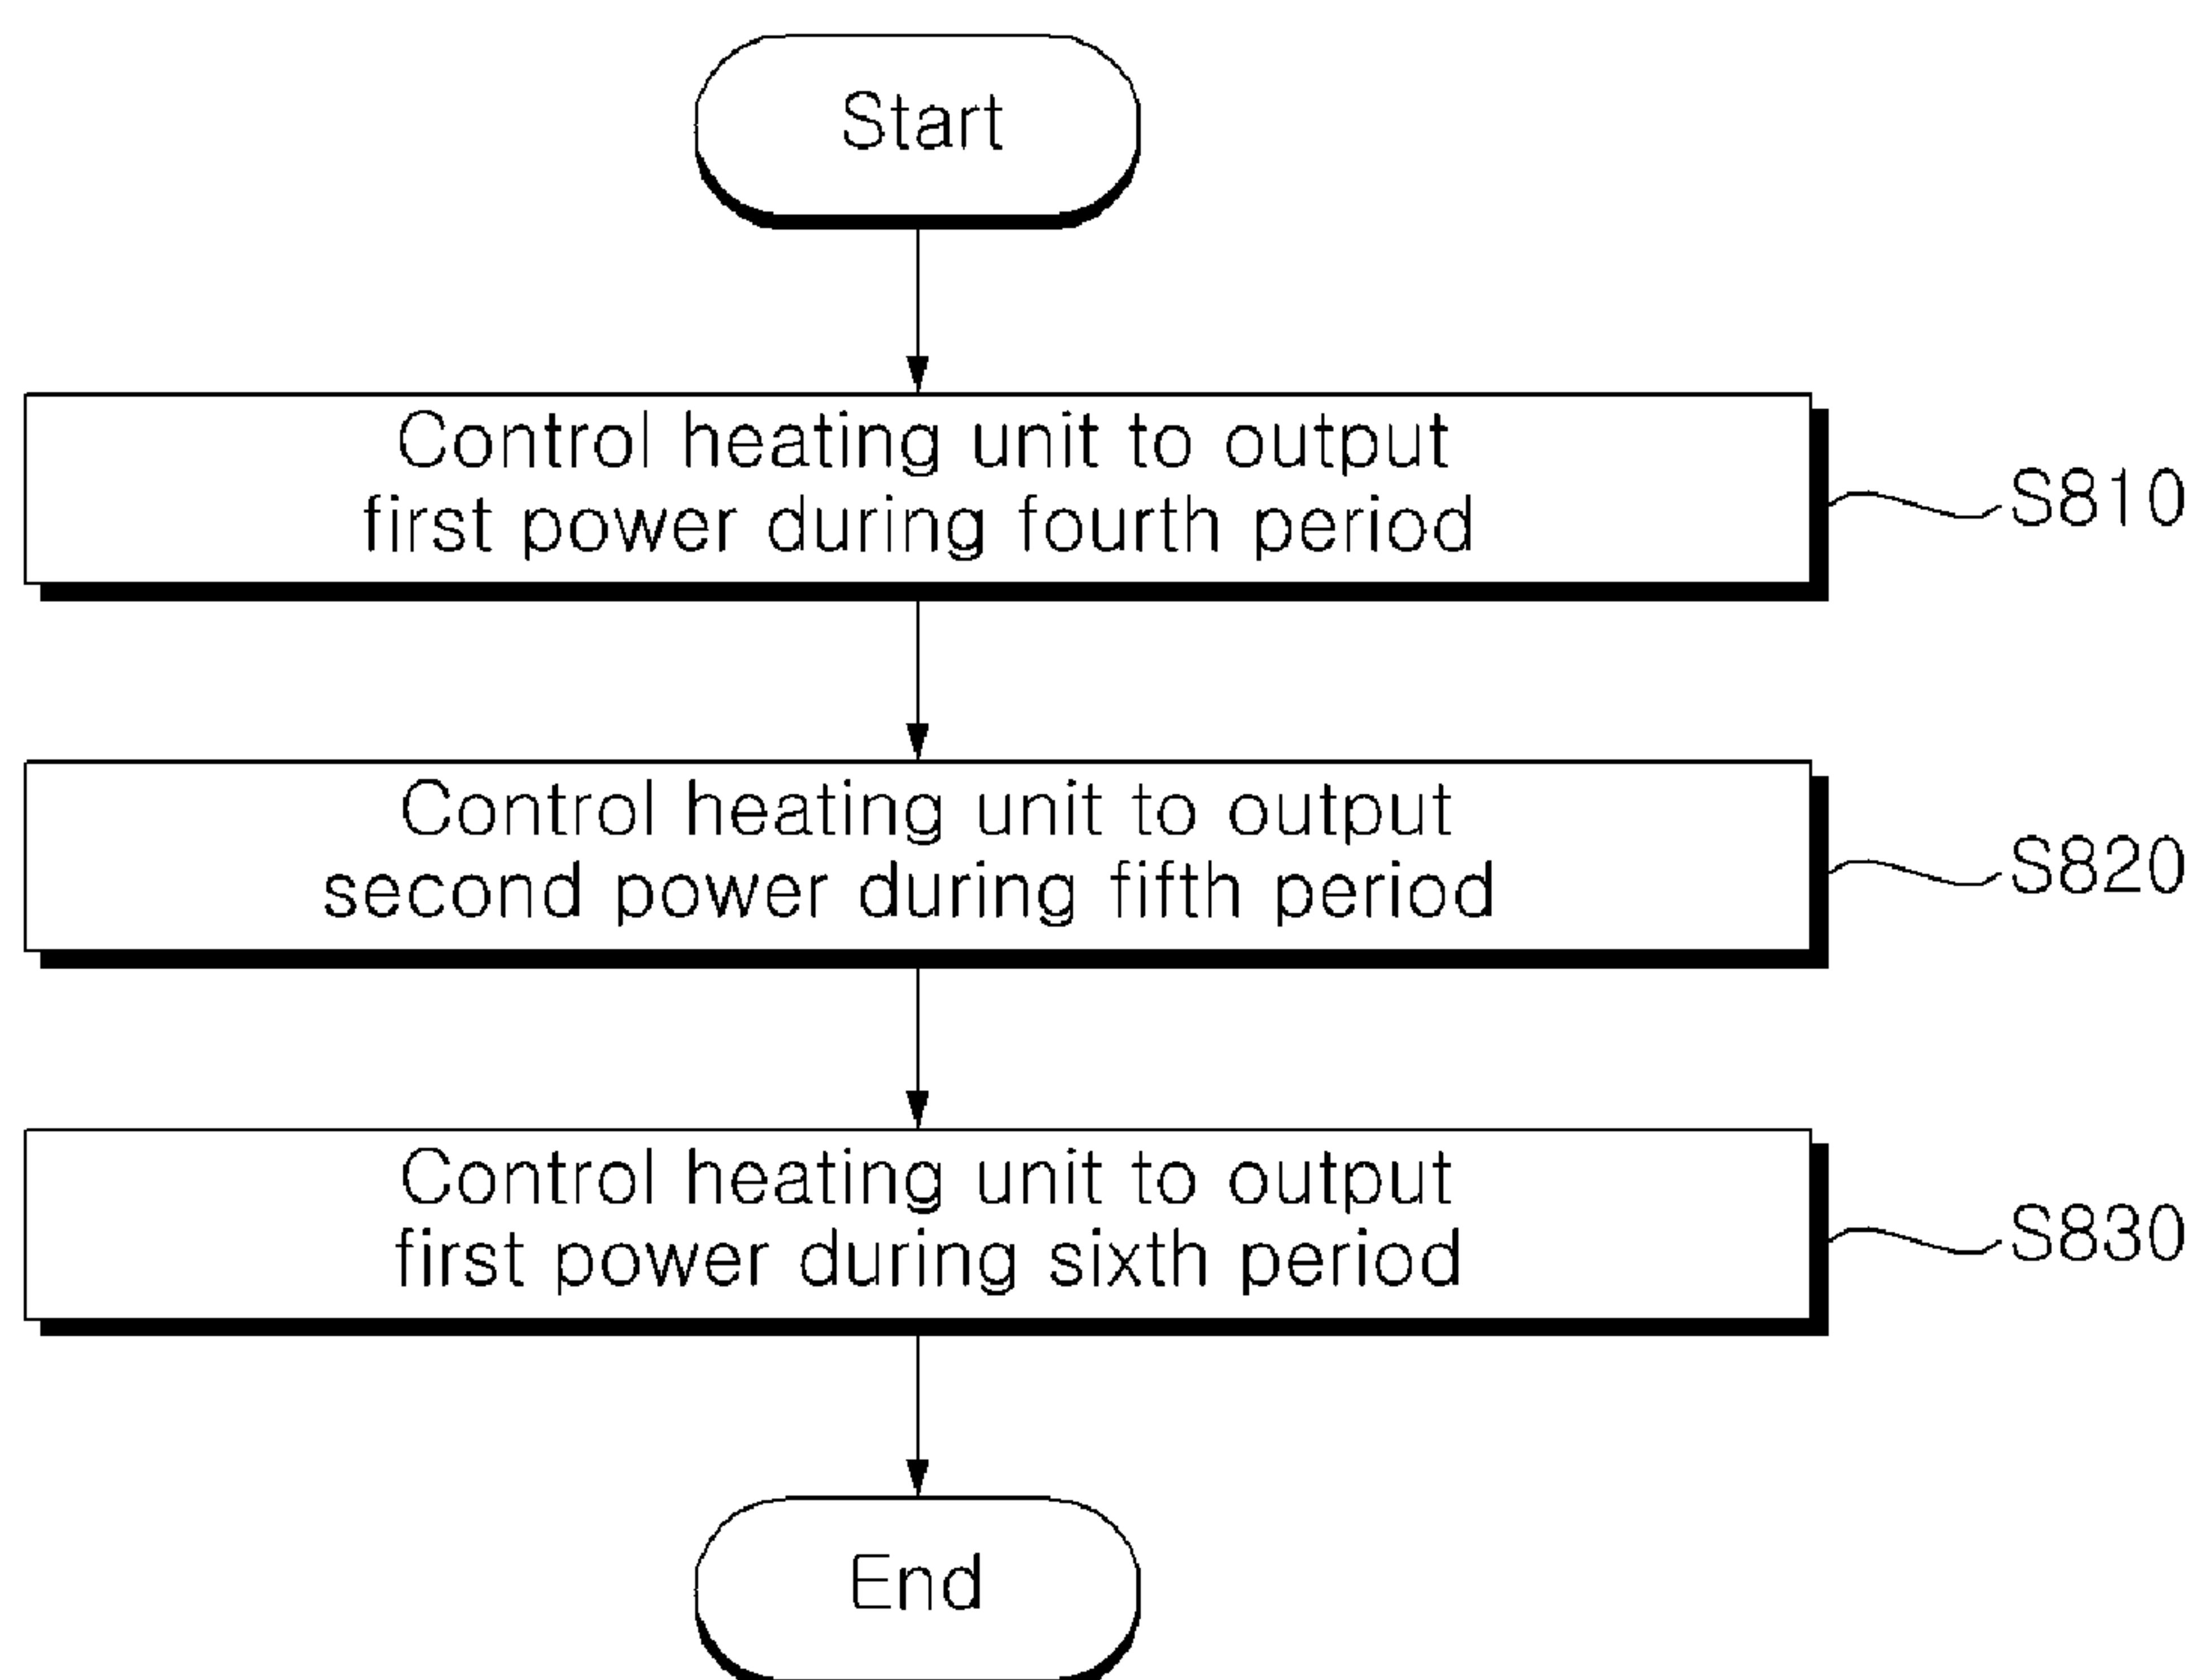 Start
Control heating unit to output
first power during fourth period
S810
Control heating unit to output
second power during fifth period
S820
Control heating unit to output
first power during sixth period
S830
End